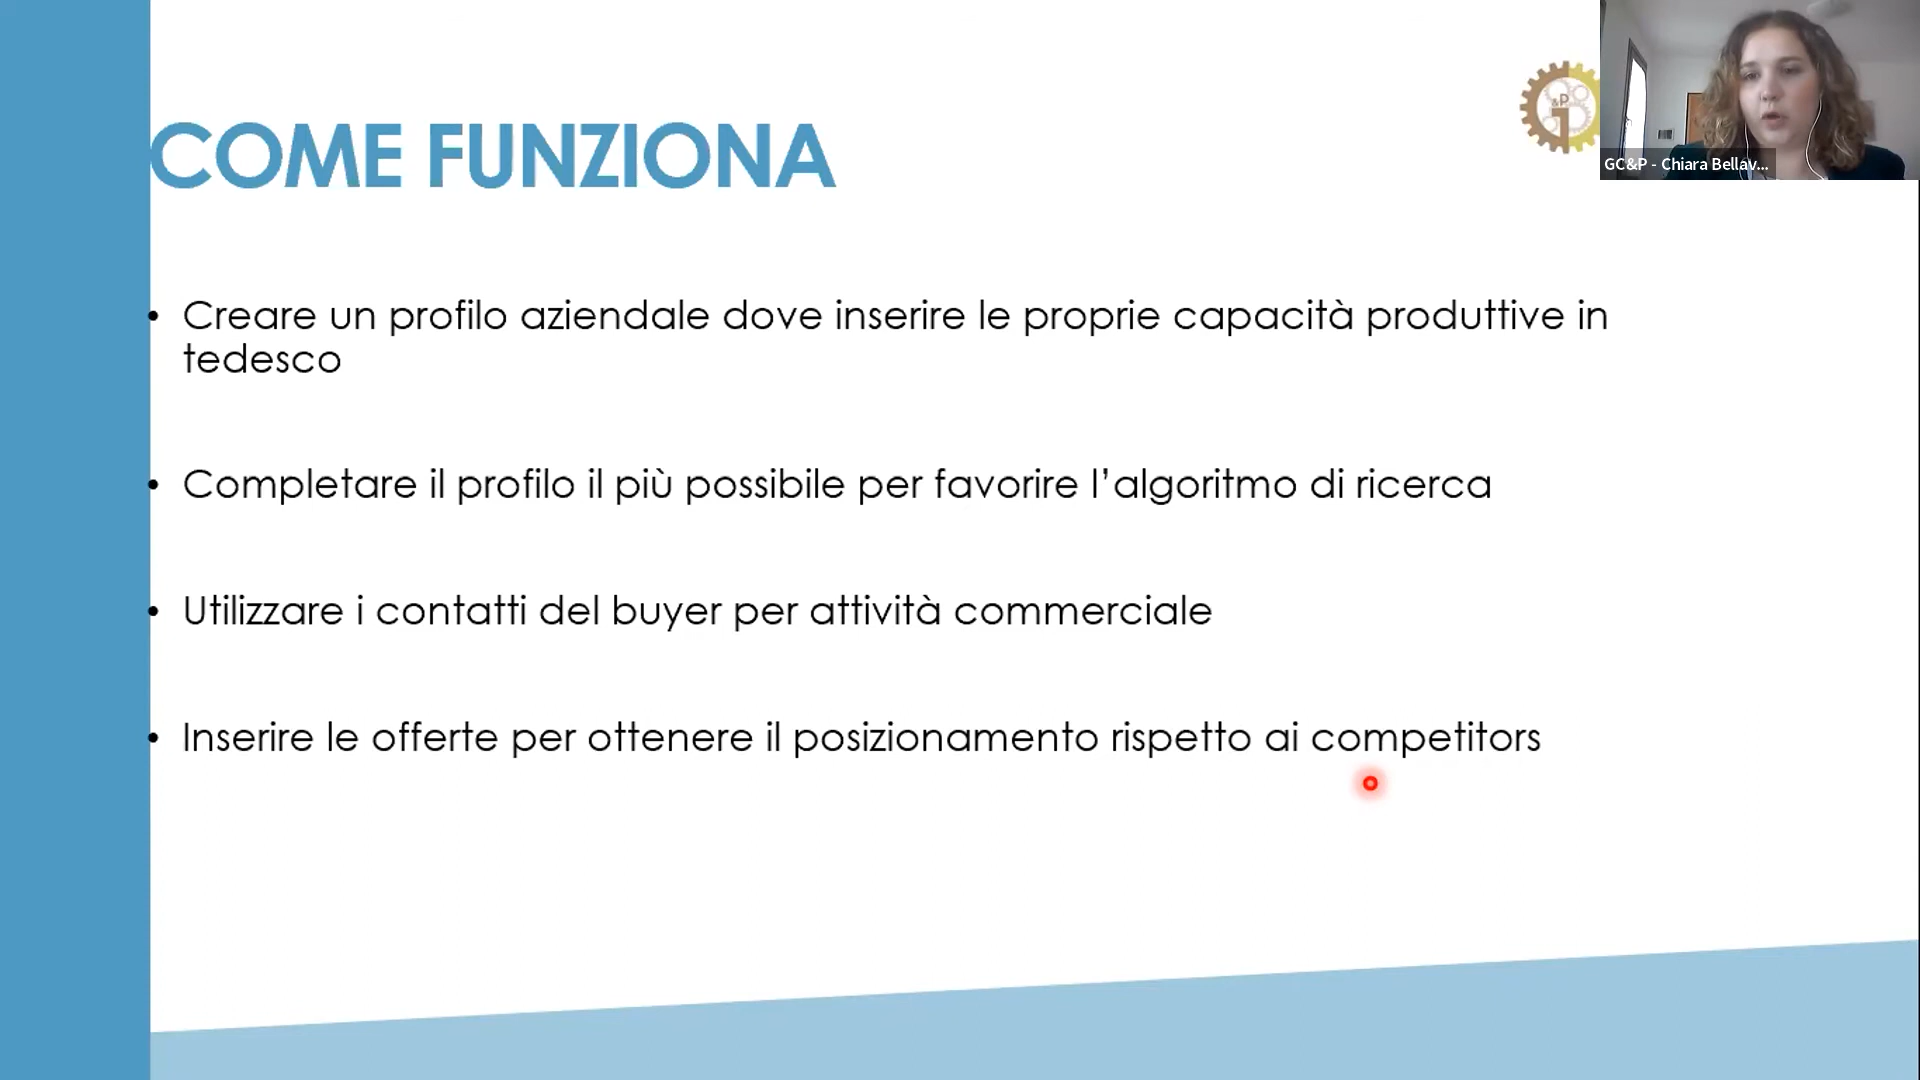 COME FUNZIONA
&P
GC&P - Chiara Bellav...
• Creare un profilo aziendale dove inserire le proprie capacità produttive in
tedesco
• Completare il profilo il più possibile per favorire l’algoritmo di ricerca
• Utilizzare i contatti del buyer per attività commerciale
• Inserire le offerte per ottenere il posizionamento rispetto ai competitors